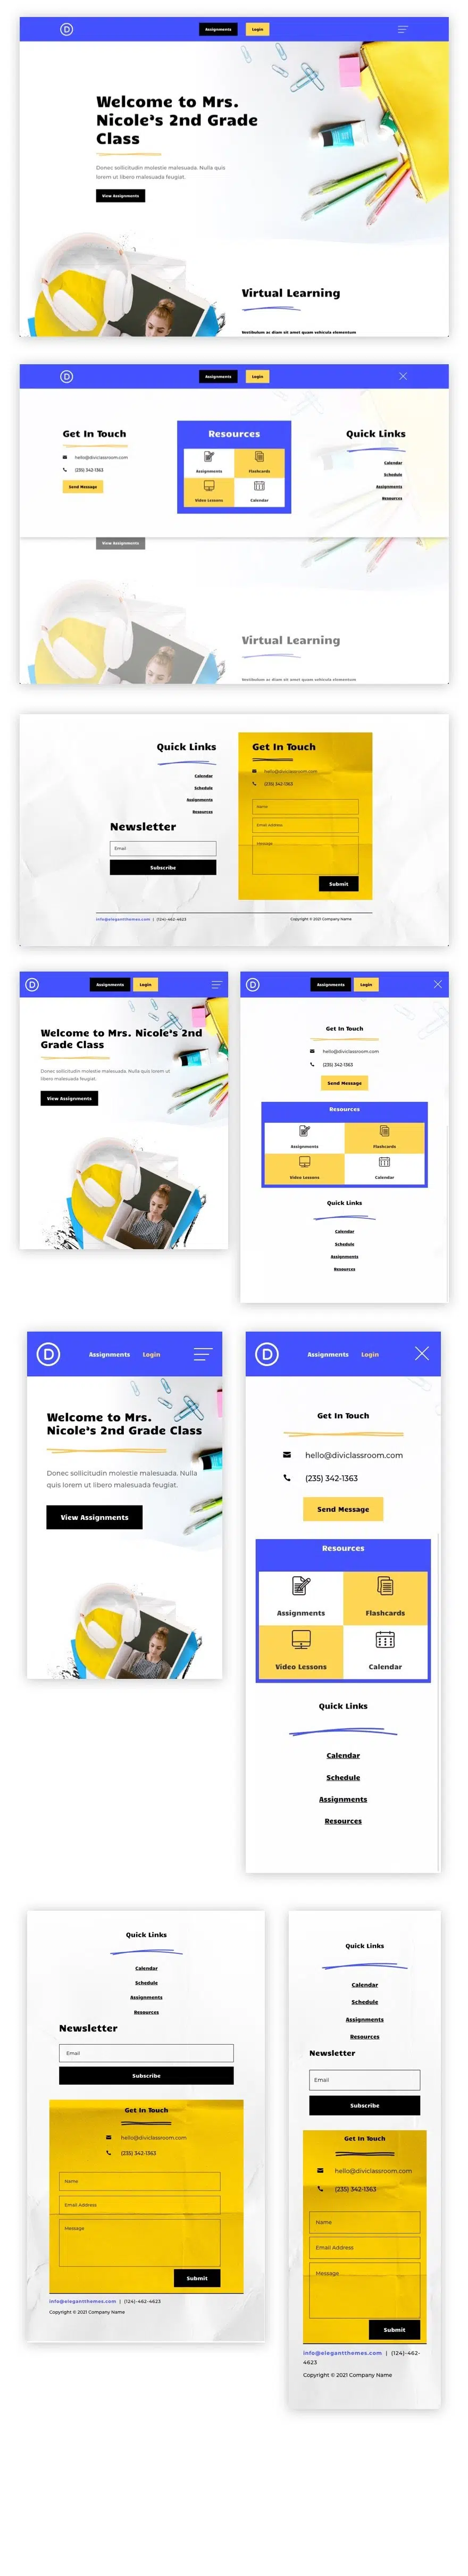 D
Assignments
Login
Welcome to Mrs.
Nicole's 2nd Grade
Class
Donec sollicitudin molestie malesuada. Nulla quis
lorem ut libero malesuada feugiat.
View Assignments
Virtual Learning
Vestibulum ac diam sit amet quam vehicula elementum
D
Assignments
Login
Get In Touch
hello@diviclassroom.com
(235) 342-1363
Send Message
Resources
Assignments
Flashcards
Video Lessons
Calendar
Quick Links
Calendar
Schedule
Assignments
Resources
View Assignments
Virtual Learning
Vestibulum ac diam sit amet quam vehicula elementum
Quick Links
Calendar
Schedule
Assignments
Resources
Newsletter
Email
Subscribe
Get In Touch
hello@diviclassroom.com
(235) 342-1363
Name
Email Address
Message
Submit
info@elegantthemes.com | (124)-462-4623
Copyright © 2021 Company Name
D
Assignments
Login
Welcome to Mrs. Nicole's 2nd
Grade Class
Donec sollicitudin molestie malesuada. Nulla quis lorem ut
libero malesuada feugiat.
View Assignments
D
Assignments
Login
Get In Touch
hello@diviclassroom.com
(235) 342-1363
Send Message
Resources
Assignments
Flashcards
Video Lessons
Calendar
Quick Links
Calendar
Schedule
Assignments
Resources
D
Assignments
Login
Welcome to Mrs.
Nicole's 2nd Grade Class
Donec sollicitudin molestie malesuada. Nulla
quis lorem ut libero malesuada feugiat.
View Assignments
D
Assignments
Login
Get In Touch
hello@diviclassroom.com
(235) 342-1363
Send Message
Resources
Assignments
Flashcards
Video Lessons
Calendar
Quick Links
Calendar
Schedule
Assignments
Resources
Quick Links
Calendar
Schedule
Assignments
Resources
Newsletter
Email
Subscribe
Get In Touch
hello@diviclassroom.com
(235) 342-1363
Name
Email Address
Message
Submit
info@elegantthemes.com | (124)-462-4623
Copyright © 2021 Company Name
Quick Links
Calendar
Schedule
Assignments
Resources
Newsletter
Email
Subscribe
Get In Touch
hello@diviclassroom.com
(235) 342-1363
Name
Email Address
Message
Submit
info@elegantthemes.com | (124)-462-
4623
Copyright © 2021 Company Name